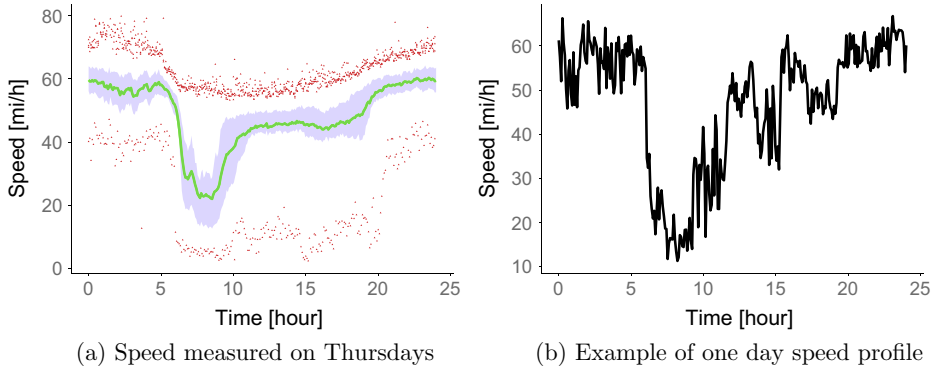 80
60
40
20
0
Speed [mi/h]
0 5 10 15 20 25
Time [hour]
(a) Speed measured on Thursdays
60
50
40
30
20
10
Speed [mi/h]
0 5 10 15 20 25
Time [hour]
(b) Example of one day speed profile